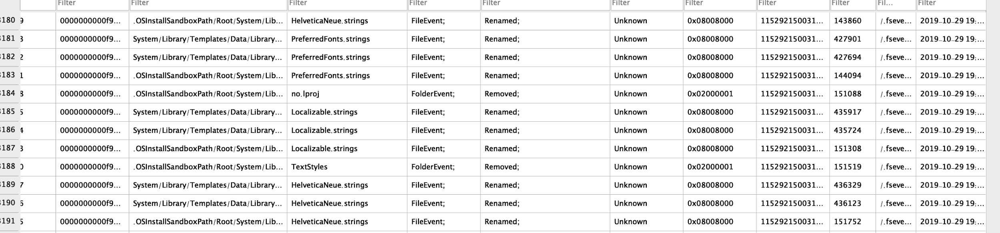 Filter Filter Filter Filter Filter Filter Filter Filter Filter Fil... Filter
3180 9 0000000000f9... .OSInstallSandboxPath/Root/System/Lib... HelveticaNeue.strings FileEvent; Renamed; Unknown 0x08008000 115292150031... 143860 /.fseve... 2019-10-29 19:...
3181 3 0000000000f9... System/Library/Templates/Data/Library... PreferredFonts.strings FileEvent; Renamed; Unknown 0x08008000 115292150031... 427901 /.fseve... 2019-10-29 19:...
3182 2 0000000000f9... System/Library/Templates/Data/Library... PreferredFonts.strings FileEvent; Renamed; Unknown 0x08008000 115292150031... 427694 /.fseve... 2019-10-29 19:...
3183 1 0000000000f9... .OSInstallSandboxPath/Root/System/Lib... PreferredFonts.strings FileEvent; Renamed; Unknown 0x08008000 115292150031... 144094 /.fseve... 2019-10-29 19:...
3184 8 0000000000f9... .OSInstallSandboxPath/Root/System/Lib... no.lproj FolderEvent; Removed; Unknown 0x02000001 115292150031... 151088 /.fseve... 2019-10-29 19:...
3185 5 0000000000f9... System/Library/Templates/Data/Library... Localizable.strings FileEvent; Renamed; Unknown 0x08008000 115292150031... 435917 /.fseve... 2019-10-29 19:...
3186 4 0000000000f9... System/Library/Templates/Data/Library... Localizable.strings FileEvent; Renamed; Unknown 0x08008000 115292150031... 435724 /.fseve... 2019-10-29 19:...
3187 3 0000000000f9... .OSInstallSandboxPath/Root/System/Lib... Localizable.strings FileEvent; Renamed; Unknown 0x08008000 115292150031... 151308 /.fseve... 2019-10-29 19:...
3188 0 0000000000f9... .OSInstallSandboxPath/Root/System/Lib... TextStyles FolderEvent; Removed; Unknown 0x02000001 115292150031... 151519 /.fseve... 2019-10-29 19:...
3189 7 0000000000f9... System/Library/Templates/Data/Library... HelveticaNeue.strings FileEvent; Renamed; Unknown 0x08008000 115292150031... 436329 /.fseve... 2019-10-29 19:...
3190 6 0000000000f9... System/Library/Templates/Data/Library... HelveticaNeue.strings FileEvent; Renamed; Unknown 0x08008000 115292150031... 436123 /.fseve... 2019-10-29 19:...
3191 5 0000000000f9... .OSInstallSandboxPath/Root/System/Lib... HelveticaNeue.strings FileEvent; Renamed; Unknown 0x08008000 115292150031... 151752 /.fseve... 2019-10-29 19:...